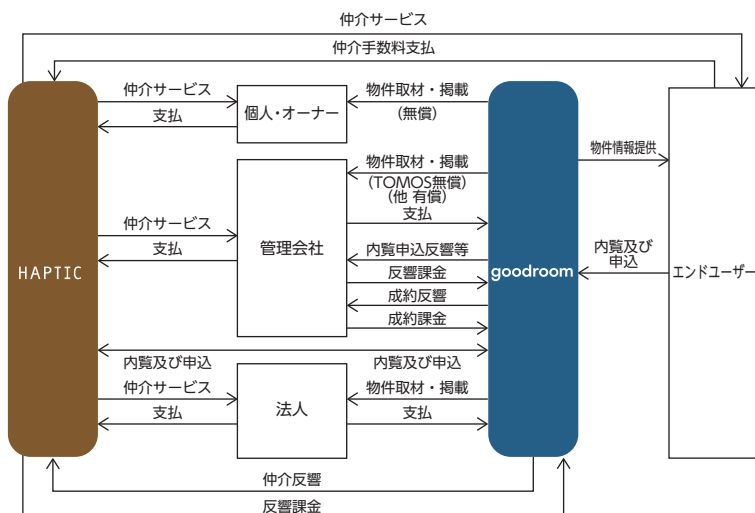 仲介サービス
仲介手数料支払
仲介サービス
支払
個人・オーナー
物件取材・掲載
(無償)
物件情報提供
物件取材・掲載
(TOMOS無償)
(他 有償)
支払
仲介サービス
支払
管理会社
内覧申込反響等
反響課金
成約反響
成約課金
HAPTIC
goodroom
内覧及び
申込
エンドユーザー
内覧及び申込
内覧及び申込
仲介サービス
支払
法人
物件取材・掲載
支払
仲介反響
反響課金